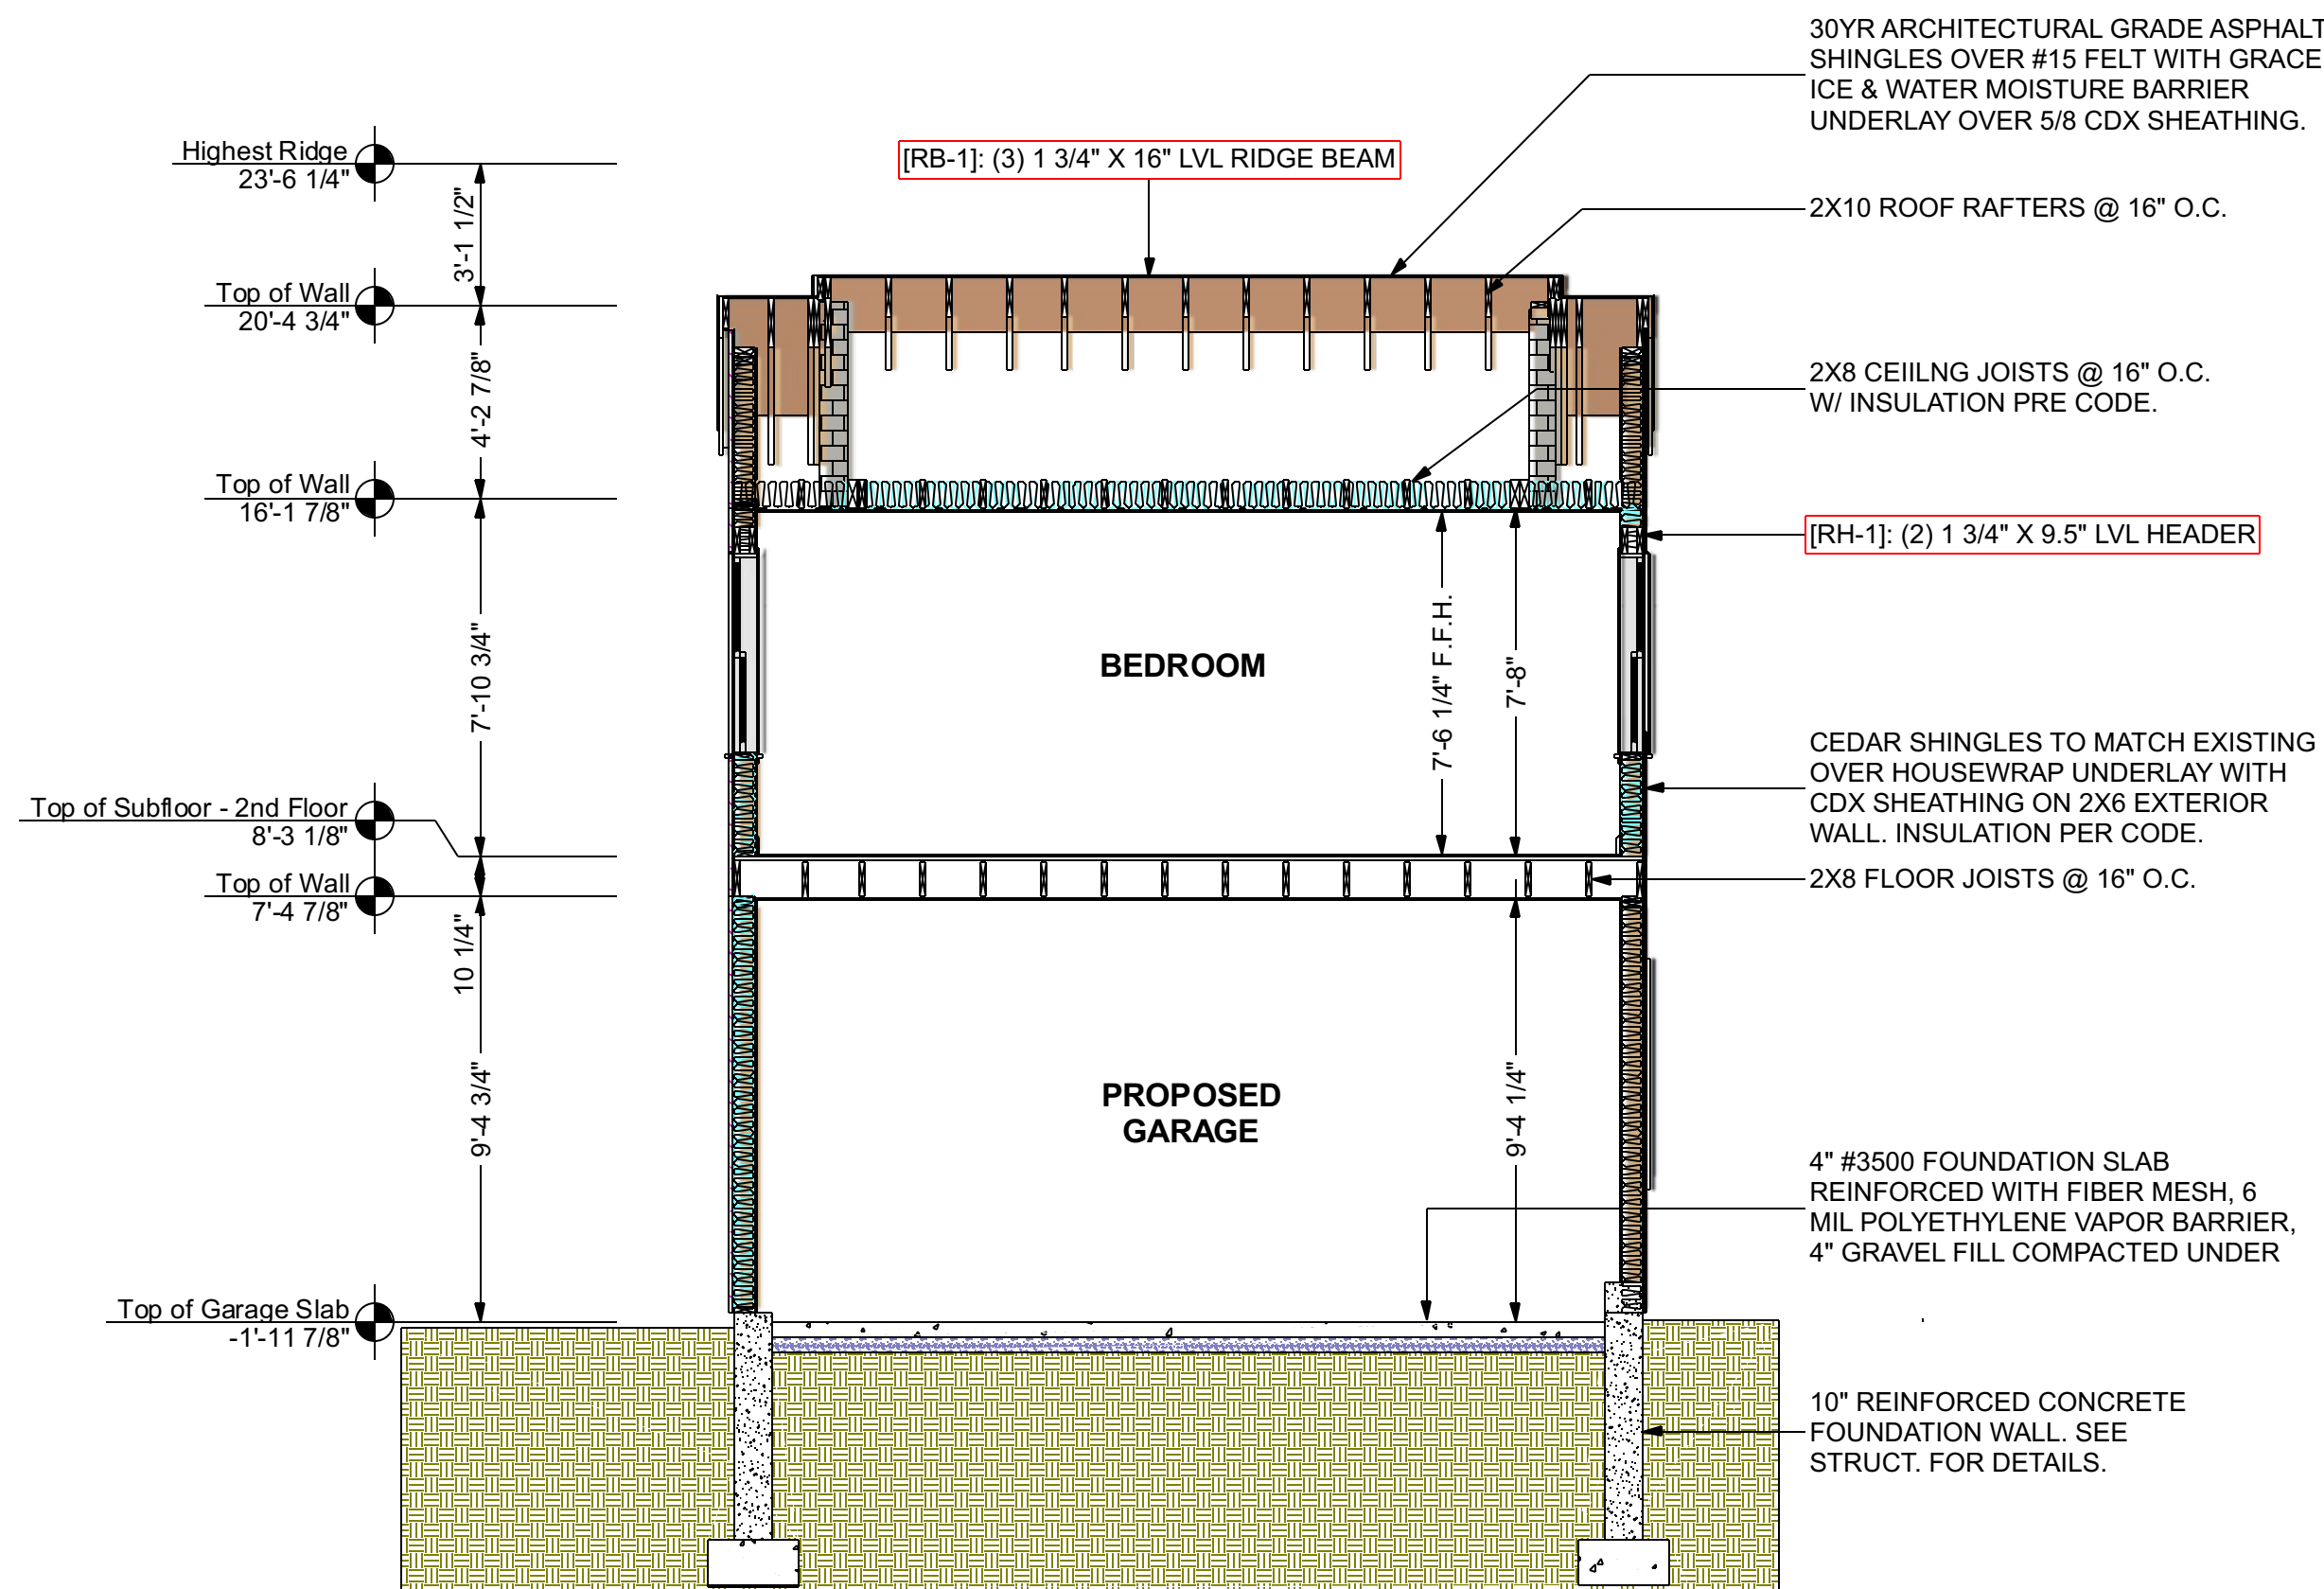 30YR ARCHITECTURAL GRADE ASPHALT
SHINGLES OVER #15 FELT WITH GRACE
ICE & WATER MOISTURE BARRIER
UNDERLAY OVER 5/8 CDX SHEATHING.
[RB-1]: (3) 1 3/4" X 16" LVL RIDGE BEAM
Highest Ridge
23'-6 1/4"
3'-1 1/2"
2X10 ROOF RAFTERS @ 16" O.C.
Top of Wall
20'-4 3/4"
4'-2 7/8"
2X8 CEIILNG JOISTS @ 16" O.C.
W/ INSULATION PRE CODE.
Top of Wall
16'-1 7/8"
[RH-1]: (2) 1 3/4" X 9.5" LVL HEADER
7'-10 3/4"
BEDROOM
7'-6 1/4" F.F.H.
7'-8"
CEDAR SHINGLES TO MATCH EXISTING
OVER HOUSEWRAP UNDERLAY WITH
CDX SHEATHING ON 2X6 EXTERIOR
WALL. INSULATION PER CODE.
Top of Subfloor - 2nd Floor
8'-3 1/8"
2X8 FLOOR JOISTS @ 16" O.C.
Top of Wall
7'-4 7/8"
10 1/4"
9'-4 3/4"
PROPOSED
GARAGE
9'-4 1/4"
4" #3500 FOUNDATION SLAB
REINFORCED WITH FIBER MESH, 6
MIL POLYETHYLENE VAPOR BARRIER,
4" GRAVEL FILL COMPACTED UNDER
Top of Garage Slab
-1'-11 7/8"
10" REINFORCED CONCRETE
FOUNDATION WALL. SEE
STRUCT. FOR DETAILS.